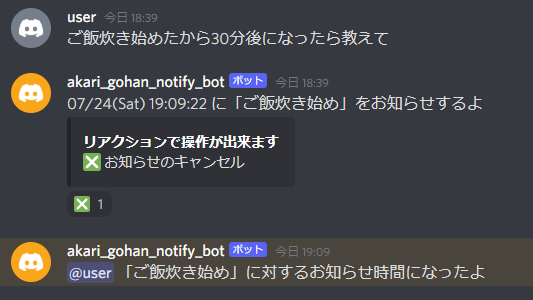 user 今日 18:39
ご飯炊き始めたから30分後になったら教えて
akari_gohan_notify_bot ボット 今日 18:39
07/24(Sat) 19:09:22 に「ご飯炊き始め」をお知らせするよ
リアクションで操作が出来ます
❎ お知らせのキャンセル
❎ 1
akari_gohan_notify_bot ボット 今日 19:09
@user 「ご飯炊き始め」に対するお知らせ時間になったよ